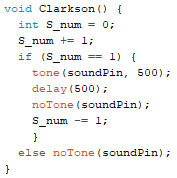 void Clarkson() {
int S_num = 0;
S_num += 1;
if (S_num == 1) {
tone(soundPin, 500);
delay(500);
noTone(soundPin);
S_num -= 1;
}
else noTone(soundPin);
}